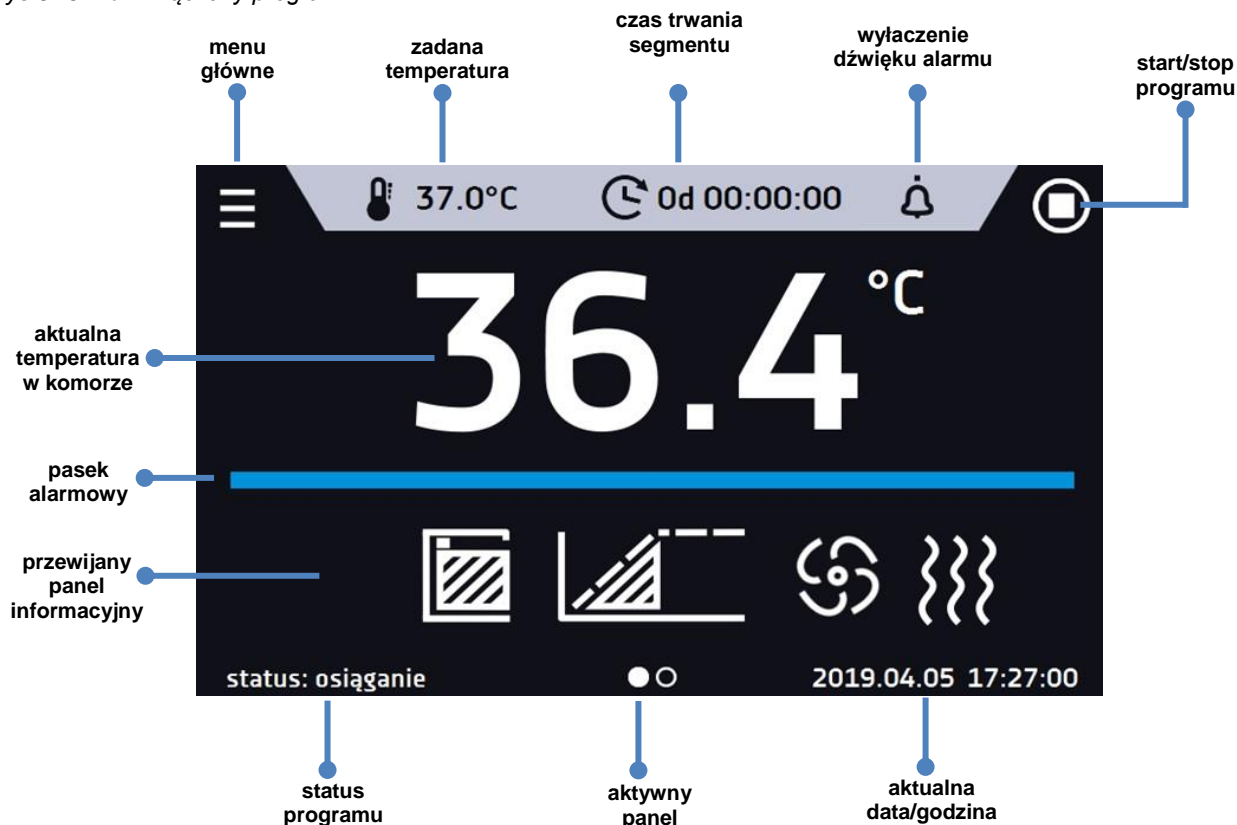 menu
główne
zadana
temperatura
czas trwania
segmentu
wyłaczenie
dźwięku alarmu
start/stop
programu
37.0°C
0d 00:00:00
36.4 °C
aktualna
temperatura
w komorze
pasek
alarmowy
przewijany
panel
informacyjny
status: osiąganie
2019.04.05 17:27:00
status
programu
aktywny
panel
aktualna
data/godzina